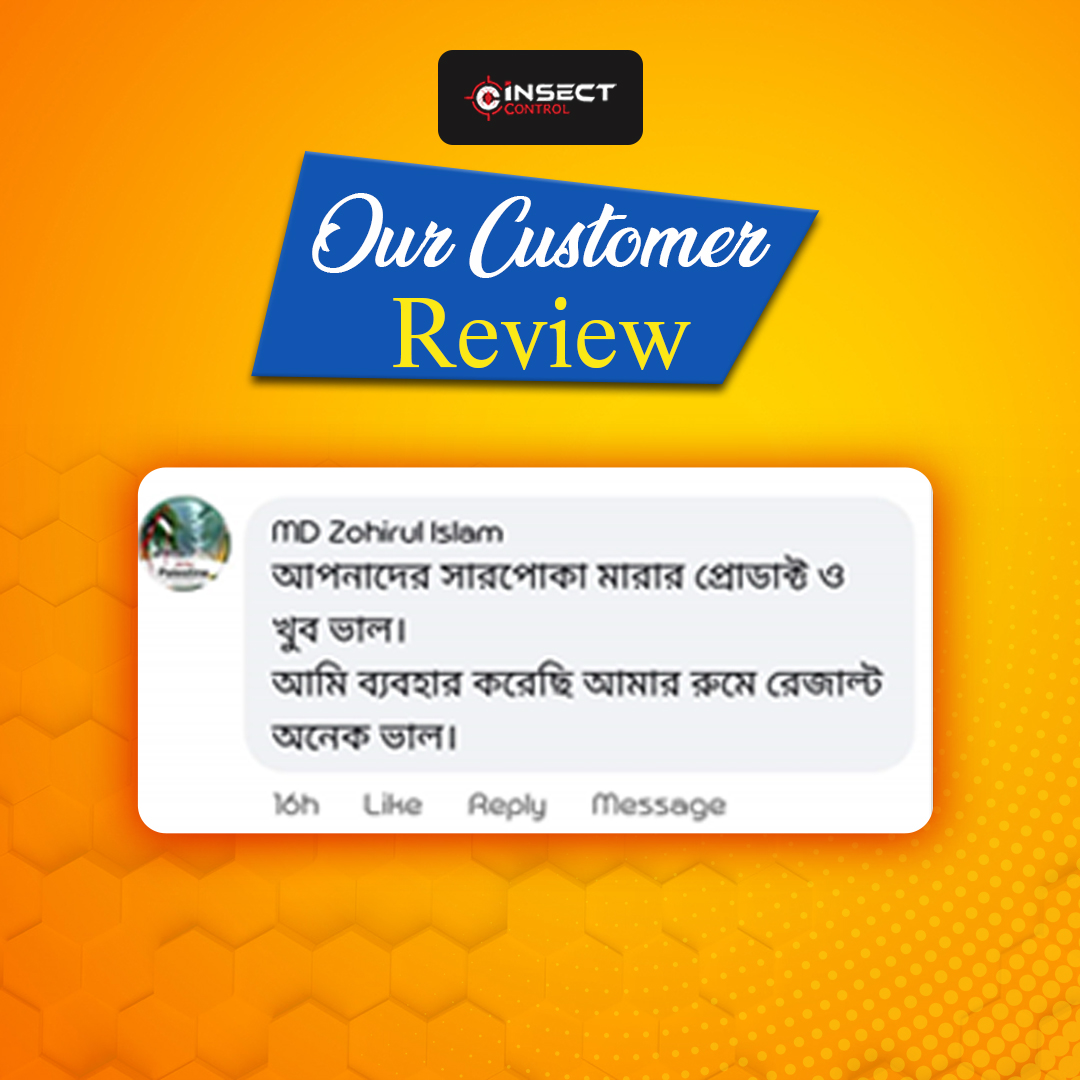 INSECT
CONTROL
Our Customer
Review
MD Zohirul Islam
আপনাদের সারপোকা মারার প্রোডাক্ট ও
খুব ভাল।
আমি ব্যবহার করেছি আমার রুমে রেজাল্ট
অনেক ভাল।
16h Like Reply Message